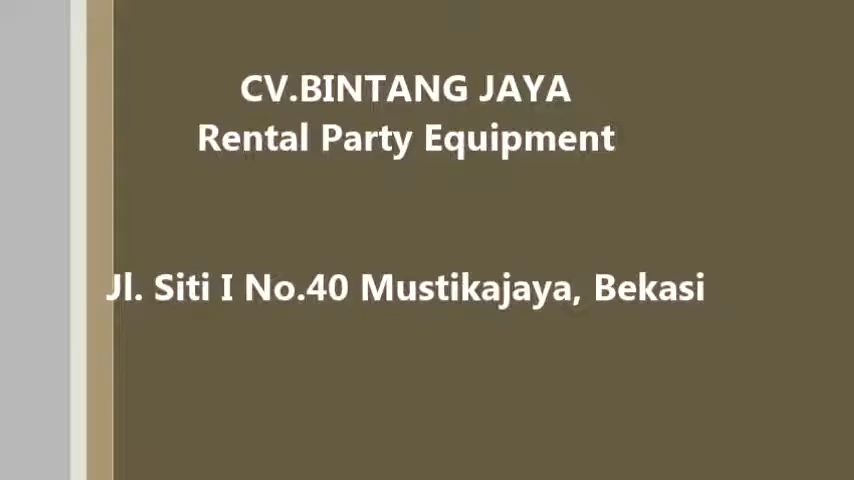 CV.BINTANG JAYA
Rental Party Equipment
Jl. Siti I No.40 Mustikajaya, Bekasi